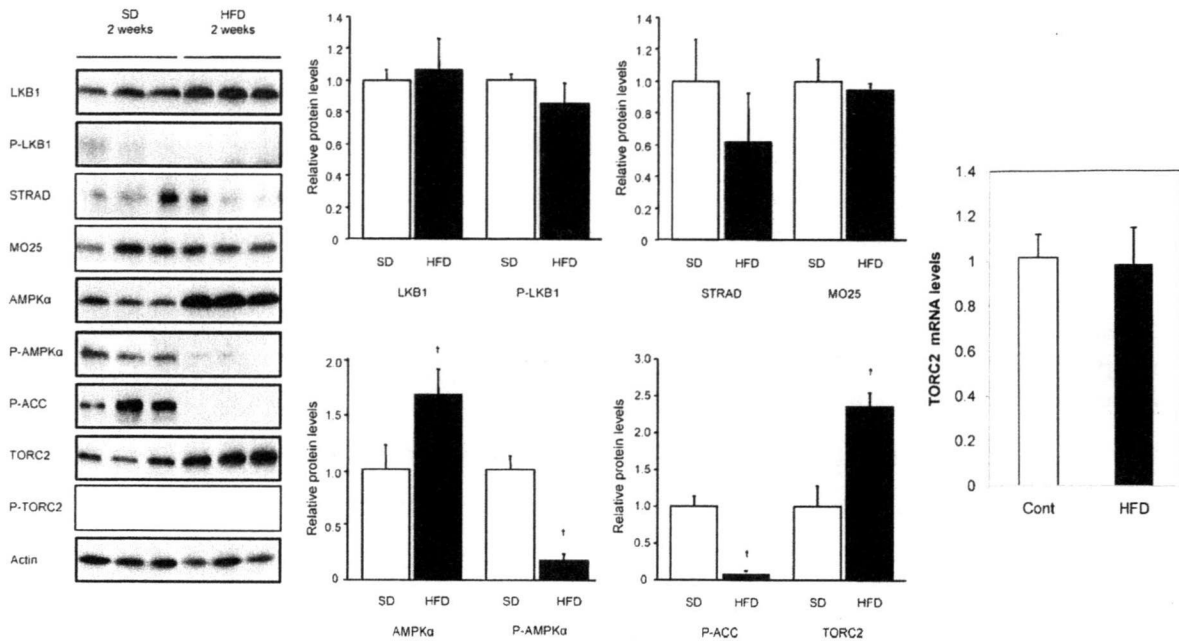 SD HFD
2 weeks 2 weeks
LKB1
P-LKB1
STRAD
MO25
AMPKα
P-AMPKα
P-ACC
TORC2
P-TORC2
Actin
Relative protein levels
1.4
1.2
1.0
0.8
0.6
0.4
0.2
0
SD HFD SD HFD
LKB1 P-LKB1
Relative protein levels
1.4
1.2
1.0
0.8
0.6
0.4
0.2
0
SD HFD SD HFD
STRAD MO25
Relative protein levels
2.0
1.5
1.0
0.5
0
† †
SD HFD SD HFD
AMPKα P-AMPKα
Relative protein levels
3.0
2.5
2.0
1.5
1.0
0.5
0
† †
SD HFD SD HFD
P-ACC TORC2
TORC2 mRNA levels
1.4
1.2
1
0.8
0.6
0.4
0.2
0
Cont HFD